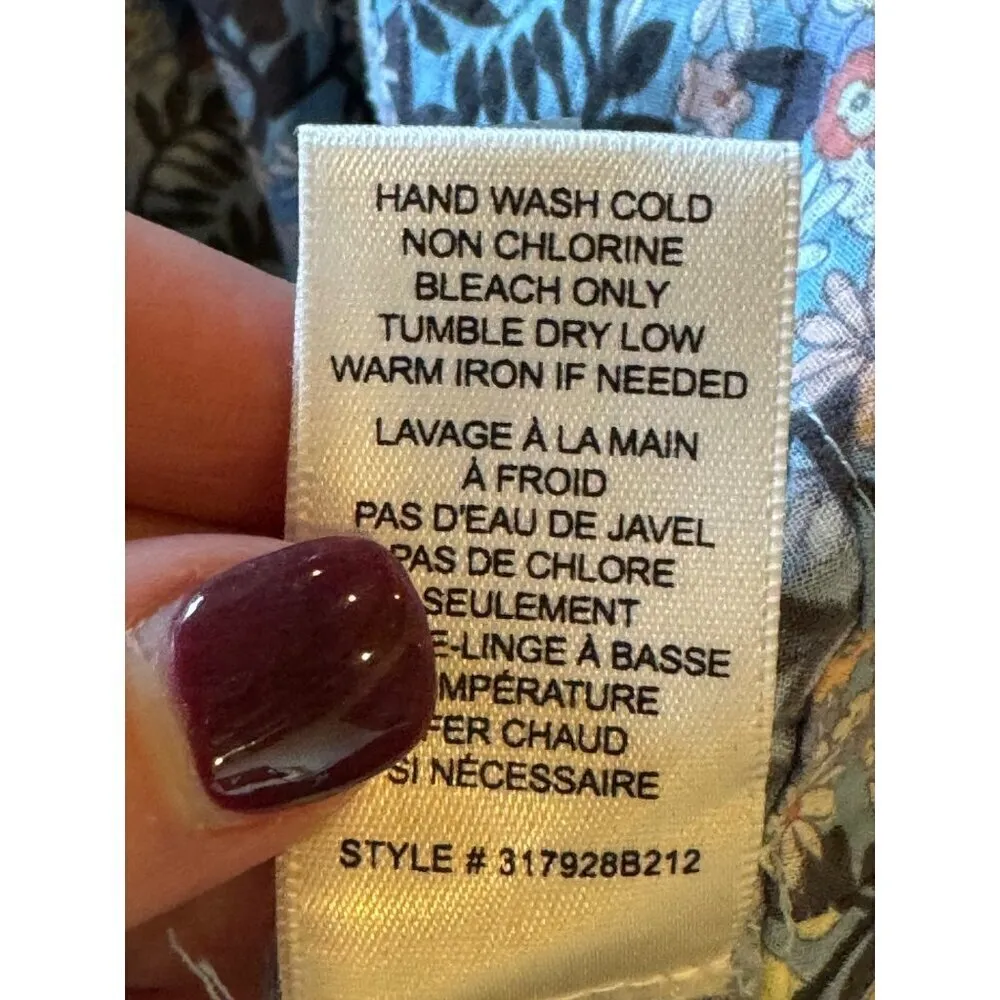 HAND WASH COLD
NON CHLORINE
BLEACH ONLY
TUMBLE DRY LOW
WARM IRON IF NEEDED
LAVAGE À LA MAIN
À FROID
PAS D'EAU DE JAVEL
PAS DE CHLORE
SEULEMENT
À BASSE
FER CHAUD
SI NÉCESSAIRE
STYLE # 317928B212